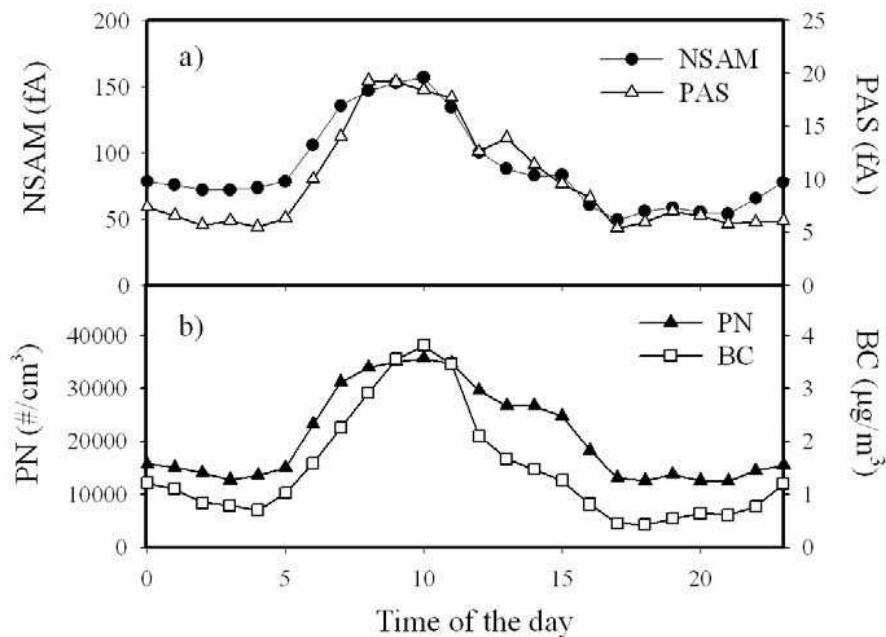 a)
NSAM
PAS
NSAM (fA)
200
150
100
50
0
PAS (fA)
25
20
15
10
5
0
b)
PN
BC
PN (#/cm³)
40000
30000
20000
10000
0
BC (µg/m³)
4
3
2
1
0
0 5 10 15 20
Time of the day